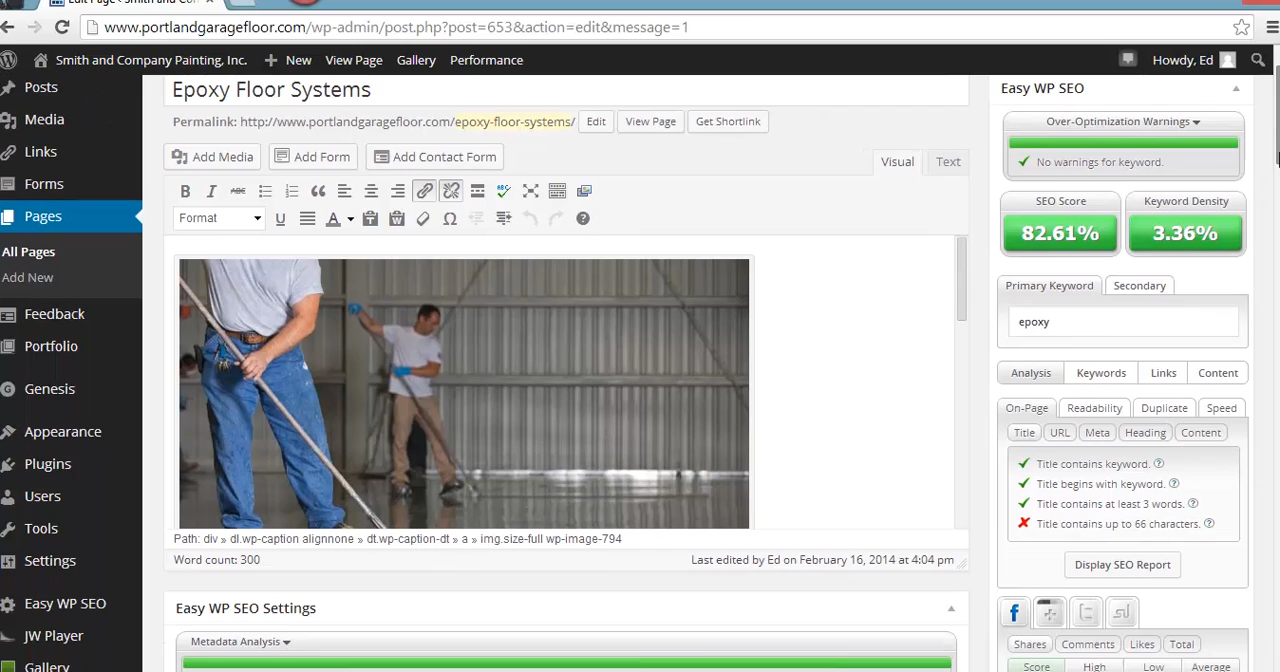 Edit Page ‹ Smith and Com
www.portlandgaragefloor.com/wp-admin/post.php?post=653&action=edit&message=1
Smith and Company Painting, Inc. New View Page Gallery Performance Howdy, Ed
Posts
Media
Links
Forms
Pages
All Pages
Add New
Feedback
Portfolio
Genesis
Appearance
Plugins
Users
Tools
Settings
Easy WP SEO
JW Player
Gallery
Epoxy Floor Systems
Permalink: http://www.portlandgaragefloor.com/epoxy-floor-systems/ Edit View Page Get Shortlink
Add Media Add Form Add Contact Form Visual Text
B I ABC
Format U A
Path: div » dl.wp-caption alignnone » dt.wp-caption-dt » a » img.size-full wp-image-794
Word count: 300 Last edited by Ed on February 16, 2014 at 4:04 pm
Easy WP SEO Settings
Metadata Analysis
Easy WP SEO
Over-Optimization Warnings
No warnings for keyword.
SEO Score Keyword Density
82.61% 3.36%
Primary Keyword Secondary
epoxy
Analysis Keywords Links Content
On-Page Readability Duplicate Speed
Title URL Meta Heading Content
Title contains keyword.
Title begins with keyword.
Title contains at least 3 words.
Title contains up to 66 characters.
Display SEO Report
Shares Comments Likes Total
Score High Low Average